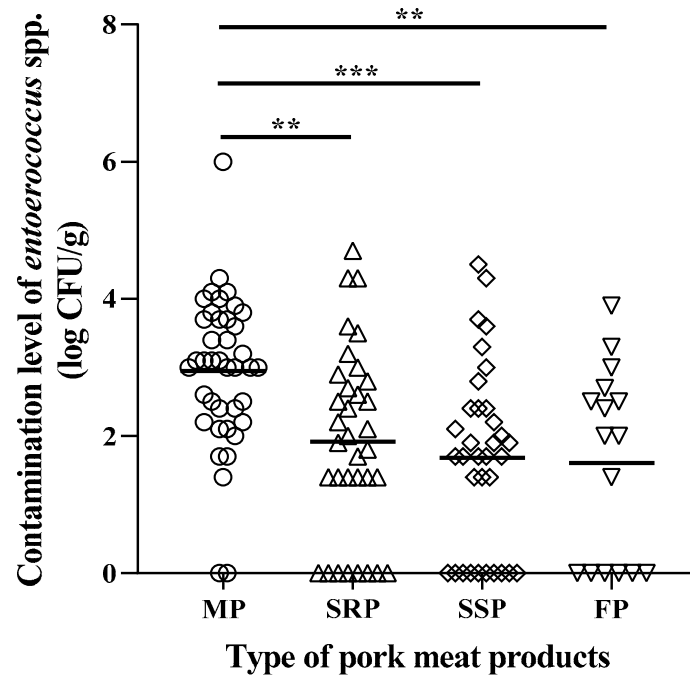 Contamination level of entoerococcus spp.
(log CFU/g)
8
6
4
2
0
**
***
**
MP SRP SSP FP
Type of pork meat products